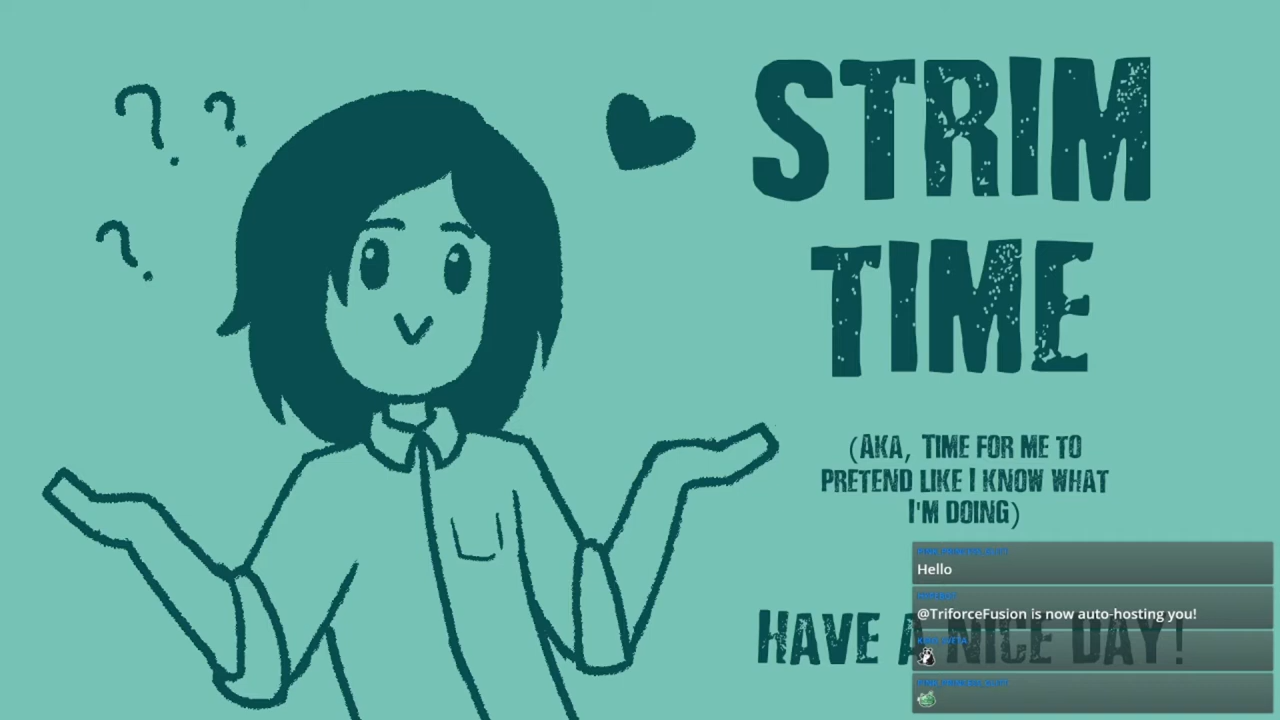 STRIM
TIME
(AKA, TIME FOR ME TO
PRETEND LIKE I KNOW WHAT
I'M DOING)
HAVE A NICE DAY!
Hello
@TriforceFusion is now auto-hosting you!